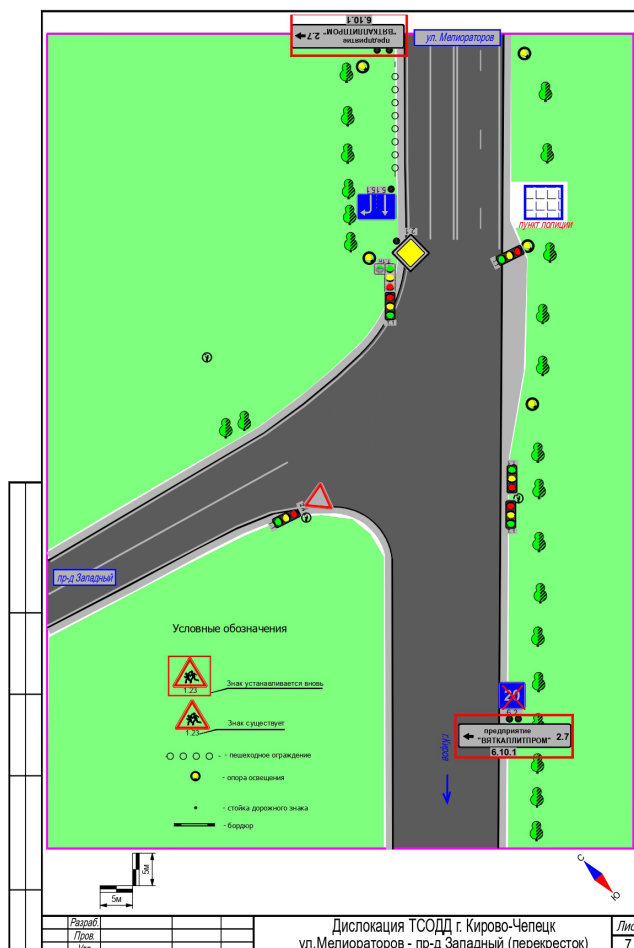 6.10.1
предприятие
"ВЯТКАПЛИТПРОМ" 2.7
ул. Мелиораторов
5.15.1
пункт полиции
пр-д Западный
Условные обозначения
1.23
Знак устанавливается вновь
1.23
Знак существует
- пешеходное ограждение
- опора освещения
- стойка дорожного знака
- бордюр
20
6.2
предприятие
"ВЯТКАПЛИТПРОМ" 2.7
6.10.1
5м
5м
С
Ю
Разраб.
Пров.
Дислокация ТСОДД г. Кирово-Чепецк
ул.Мелиораторов - пр-д Западный (перекресток)
7